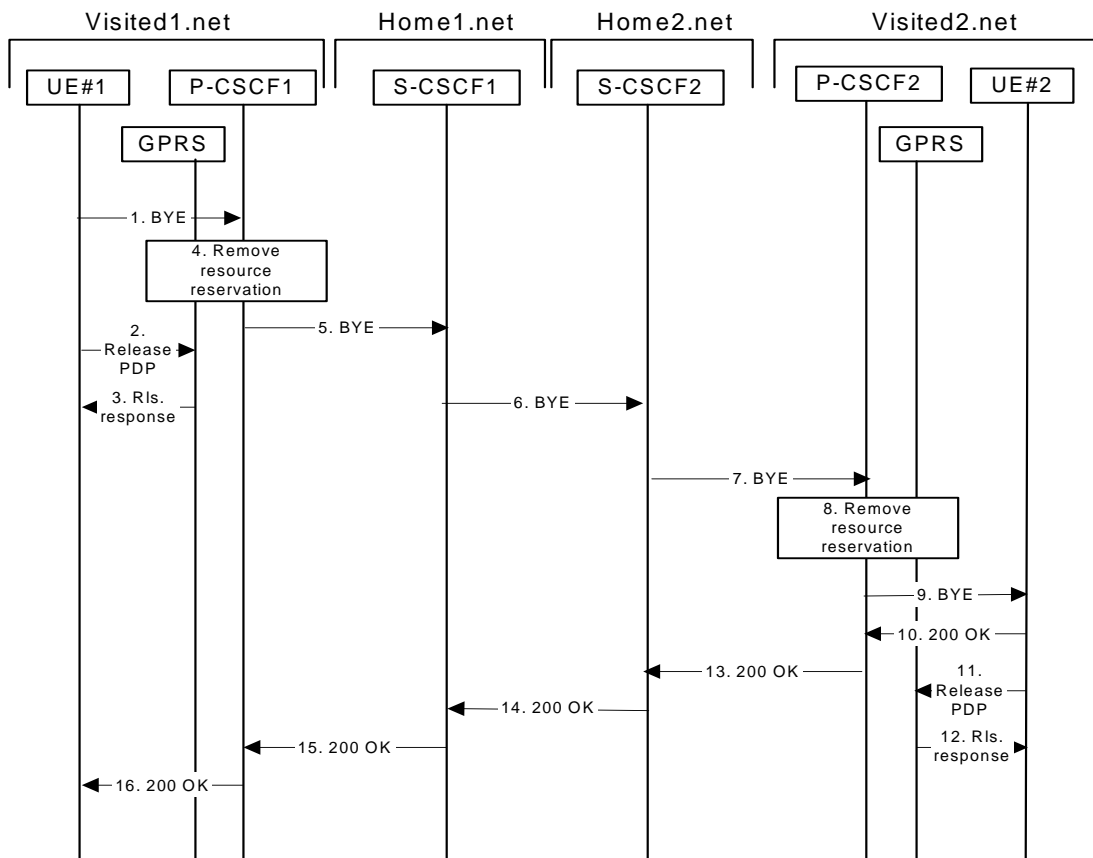 Visited1.net
Home1.net
Home2.net
Visited2.net
UE#1
P-CSCF1
S-CSCF1
S-CSCF2
P-CSCF2
UE#2
GPRS
GPRS
1. BYE
4. Remove
resource
reservation
5. BYE
2.
Release
PDP
3. Rls.
response
6. BYE
7. BYE
8. Remove
resource
reservation
9. BYE
10. 200 OK
13. 200 OK
11.
Release
PDP
14. 200 OK
12. Rls.
response
15. 200 OK
16. 200 OK